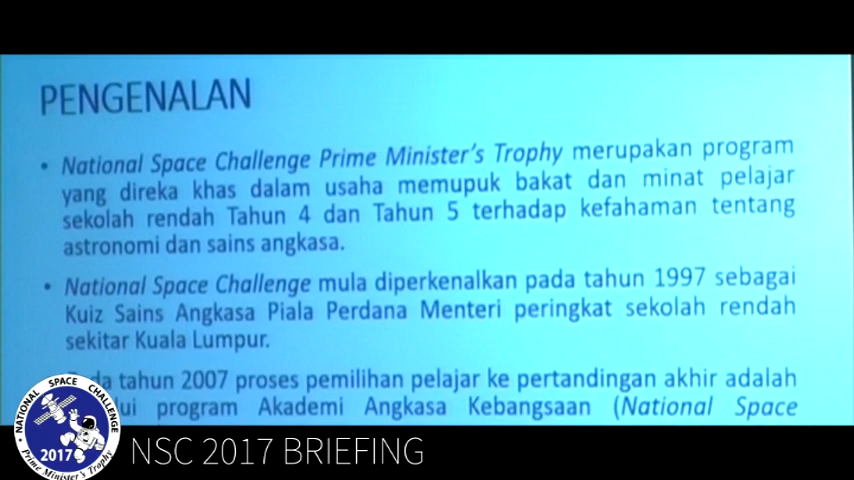 PENGENALAN
• National Space Challenge Prime Minister's Trophy merupakan program
yang direka khas dalam usaha memupuk bakat dan minat pelajar
sekolah rendah Tahun 4 dan Tahun 5 terhadap kefahaman tentang
astronomi dan sains angkasa.
• National Space Challenge mula diperkenalkan pada tahun 1997 sebagai
Kuiz Sains Angkasa Piala Perdana Menteri peringkat sekolah rendah
sekitar Kuala Lumpur.
tahun 2007 proses pemilihan pelajar ke pertandingan akhir adalah
program Akademi Angkasa Kebangsaan (National Space
NATIONAL SPACE CHALLENGE
2017
Prime Minister's Trophy
NSC 2017 BRIEFING